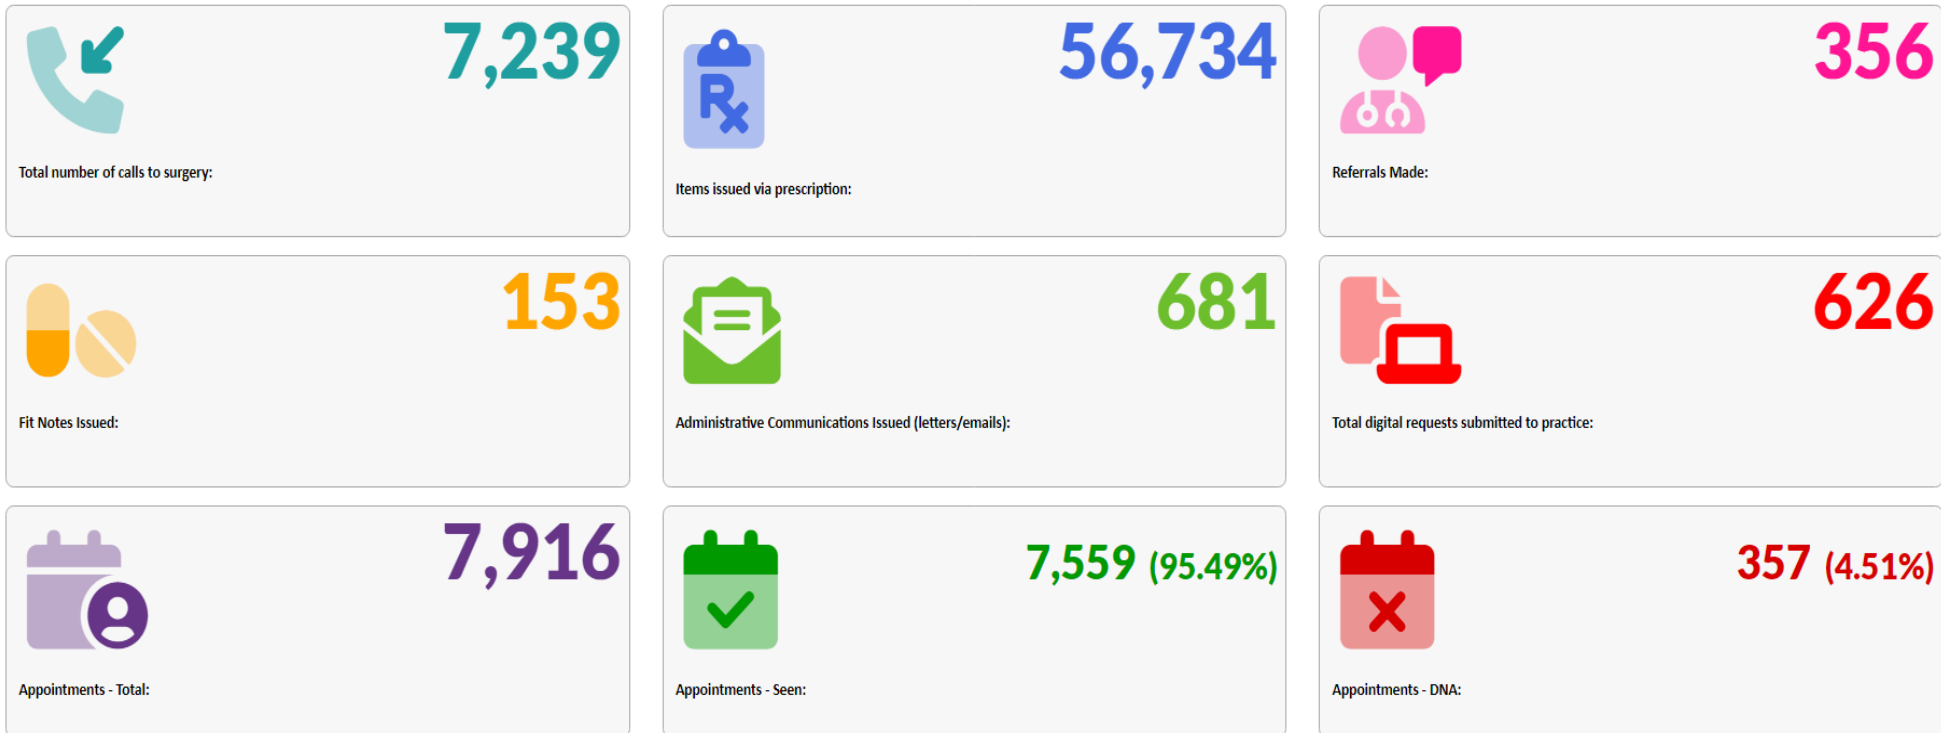 7,239
Total number of calls to surgery:
56,734
Rx
Items issued via prescription:
356
Referrals Made:
153
Fit Notes Issued:
681
Administrative Communications Issued (letters/emails):
626
Total digital requests submitted to practice:
7,916
Appointments - Total:
7,559 (95.49%)
Appointments - Seen:
357 (4.51%)
Appointments - DNA: